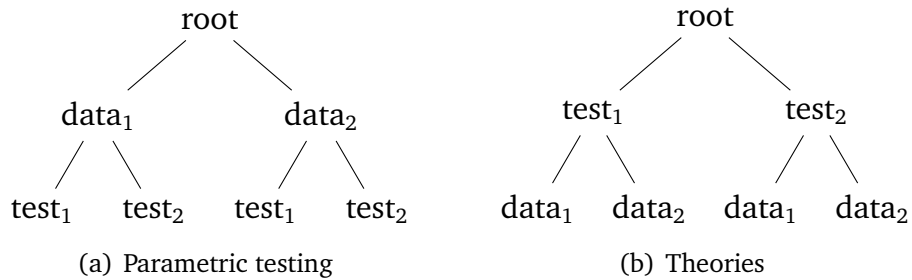 root
data₁ data₂
test₁ test₂ test₁ test₂
(a) Parametric testing
root
test₁ test₂
data₁ data₂ data₁ data₂
(b) Theories